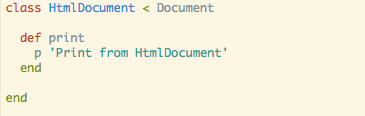 class HtmlDocument < Document
  def print
    p 'Print from HtmlDocument'
  end
end